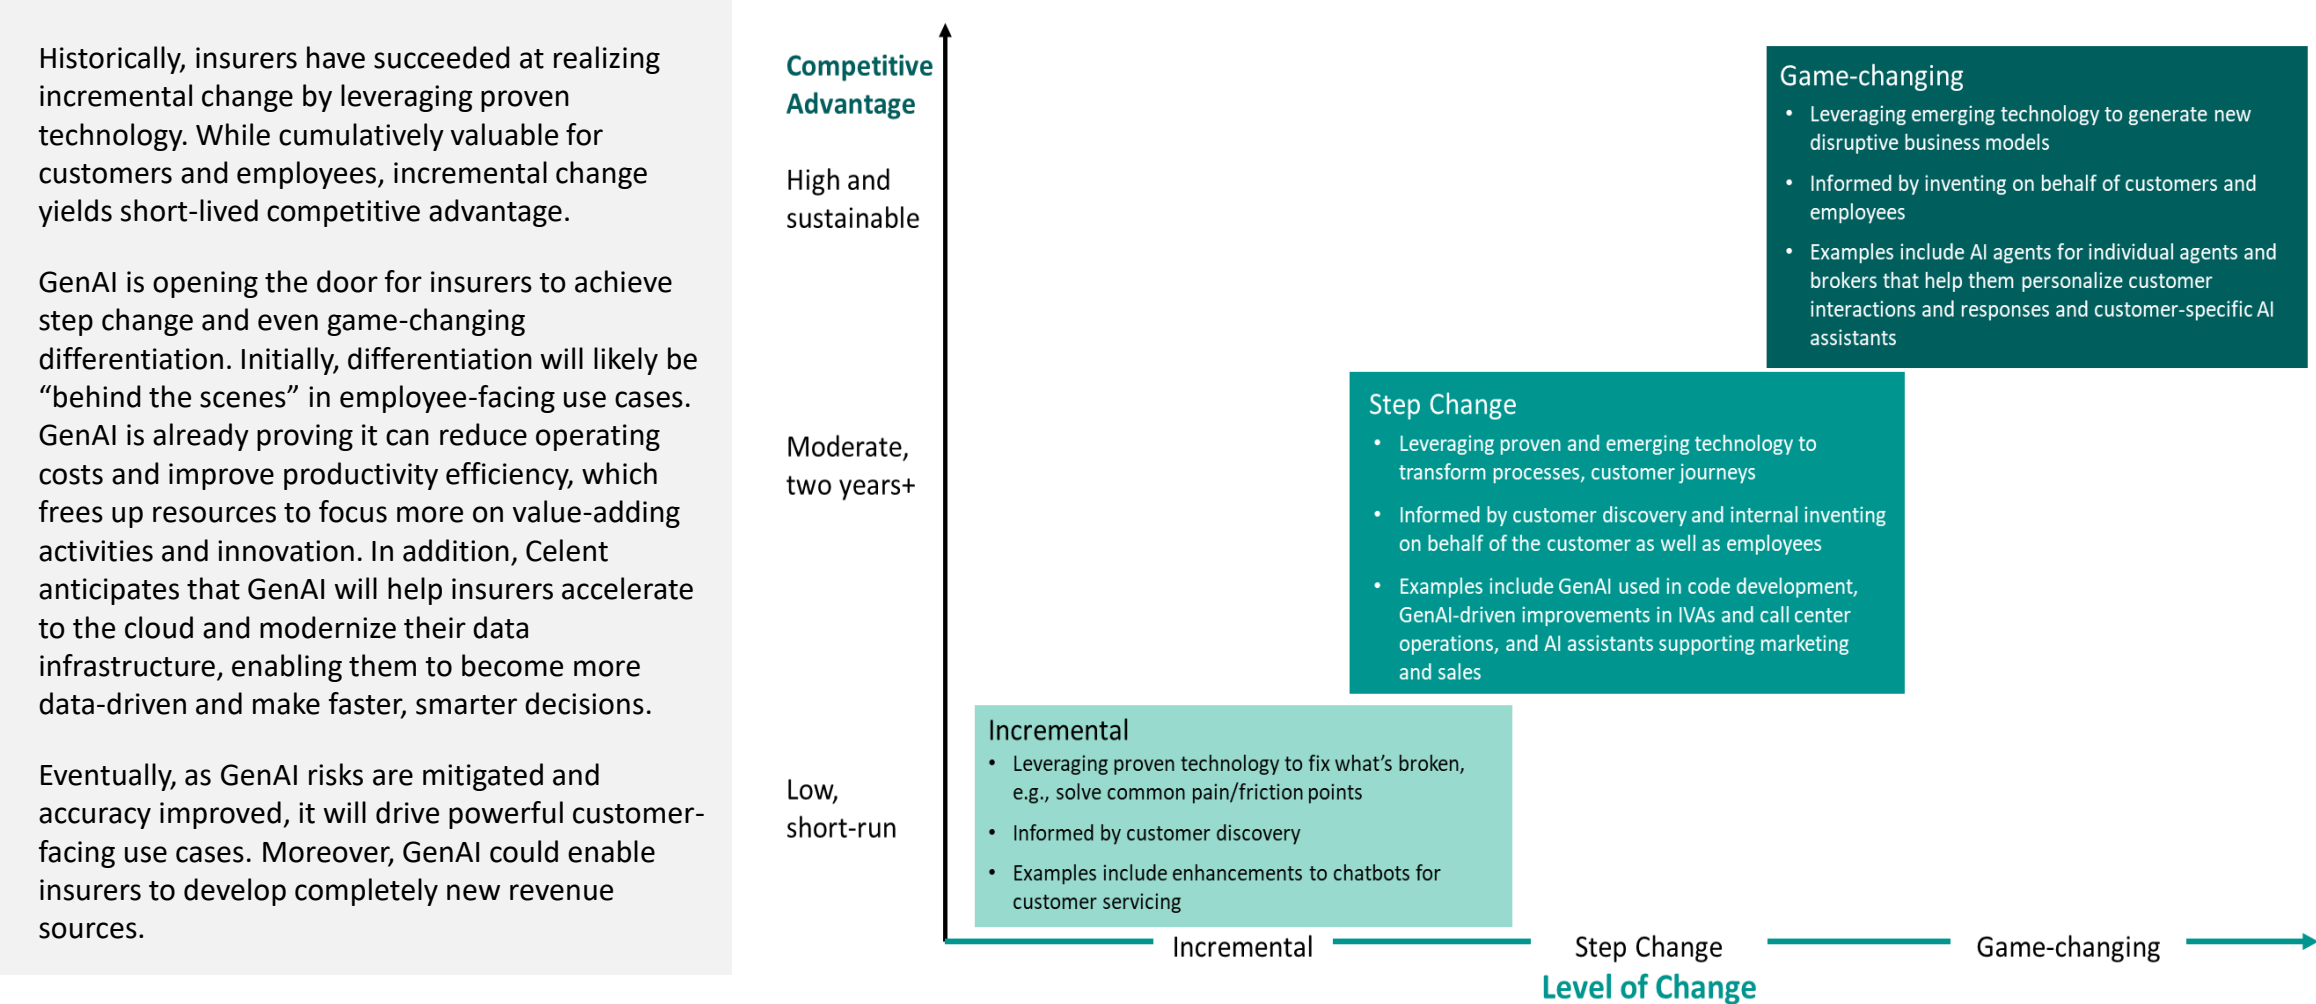 Historically, insurers have succeeded at realizing
incremental change by leveraging proven
technology. While cumulatively valuable for
customers and employees, incremental change
yields short-lived competitive advantage.
GenAI is opening the door for insurers to achieve
step change and even game-changing
differentiation. Initially, differentiation will likely be
“behind the scenes” in employee-facing use cases.
GenAI is already proving it can reduce operating
costs and improve productivity efficiency, which
frees up resources to focus more on value-adding
activities and innovation. In addition, Celent
anticipates that GenAI will help insurers accelerate
to the cloud and modernize their data
infrastructure, enabling them to become more
data-driven and make faster, smarter decisions.
Eventually, as GenAI risks are mitigated and
accuracy improved, it will drive powerful customer-
facing use cases. Moreover, GenAI could enable
insurers to develop completely new revenue
sources.
Competitive
Advantage
High and
sustainable
Moderate,
two years+
Low,
short-run
Game-changing
• Leveraging emerging technology to generate new
disruptive business models
• Informed by inventing on behalf of customers and
employees
• Examples include AI agents for individual agents and
brokers that help them personalize customer
interactions and responses and customer-specific AI
assistants
Step Change
• Leveraging proven and emerging technology to
transform processes, customer journeys
• Informed by customer discovery and internal inventing
on behalf of the customer as well as employees
• Examples include GenAI used in code development,
GenAI-driven improvements in IVAs and call center
operations, and AI assistants supporting marketing
and sales
Incremental
• Leveraging proven technology to fix what’s broken,
e.g., solve common pain/friction points
• Informed by customer discovery
• Examples include enhancements to chatbots for
customer servicing
Incremental
Step Change
Game-changing
Level of Change